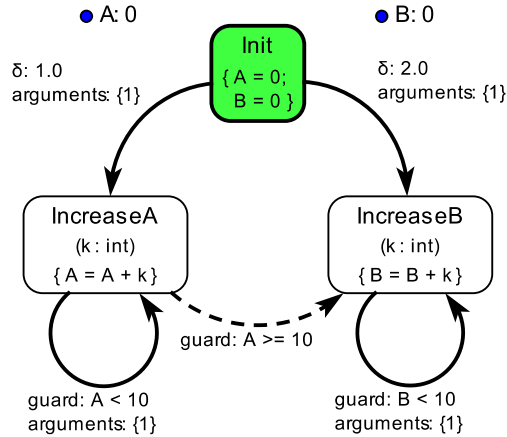 A: 0
B: 0
Init
{ A = 0;
B = 0 }
δ: 1.0
arguments: {1}
δ: 2.0
arguments: {1}
IncreaseA
(k : int)
{ A = A + k }
IncreaseB
(k : int)
{ B = B + k }
guard: A >= 10
guard: A < 10
arguments: {1}
guard: B < 10
arguments: {1}